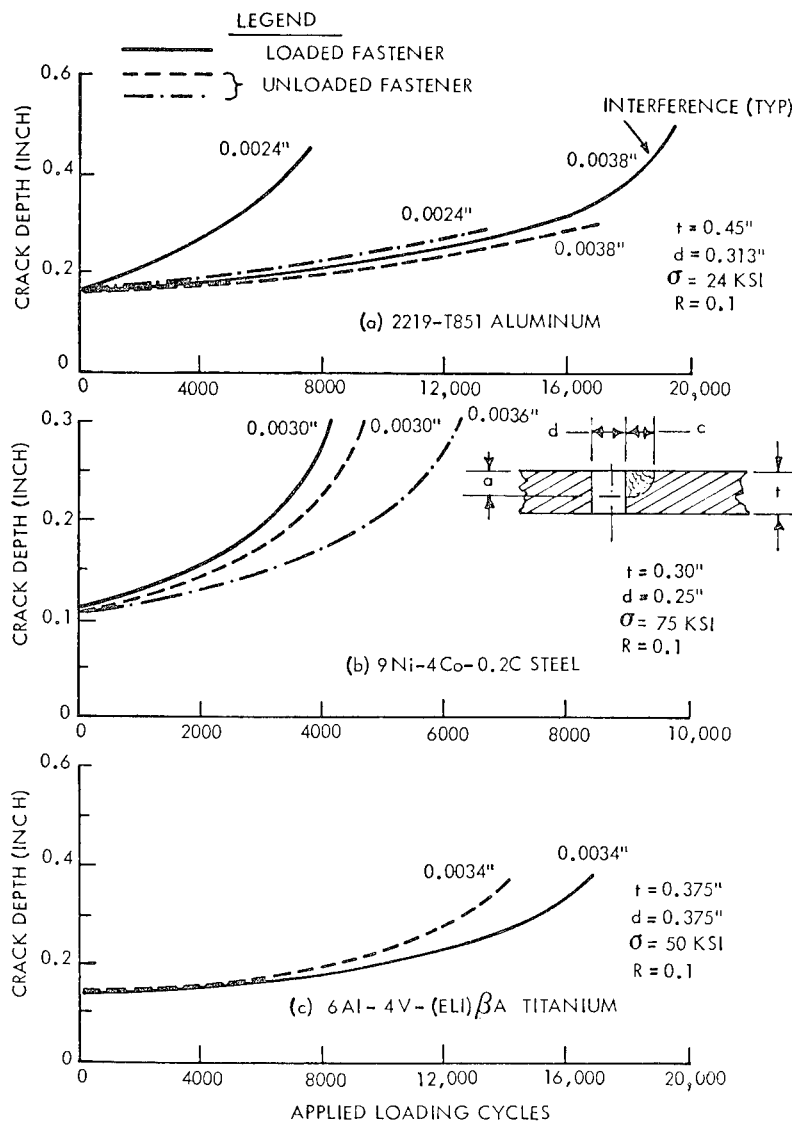 LEGEND
LOADED FASTENER
UNLOADED FASTENER
CRACK DEPTH (INCH)
0.6
0.4
0.2
0
0.0024"
0.0024"
0.0038"
0.0038"
INTERFERENCE (TYP)
t = 0.45"
d = 0.313"
σ = 24 KSI
R = 0.1
(a) 2219-T851 ALUMINUM
0 4000 8000 12,000 16,000 20,000
CRACK DEPTH (INCH)
0.3
0.2
0.1
0
0.0030"
0.0030"
0.0036"
d
c
a
t
t = 0.30"
d = 0.25"
σ = 75 KSI
R = 0.1
(b) 9Ni-4Co-0.2C STEEL
0 2000 4000 6000 8000 10,000
CRACK DEPTH (INCH)
0.6
0.4
0.2
0
0.0034"
0.0034"
t = 0.375"
d = 0.375"
σ = 50 KSI
R = 0.1
(c) 6Al-4V-(ELI)βA TITANIUM
0 4000 8000 12,000 16,000 20,000
APPLIED LOADING CYCLES